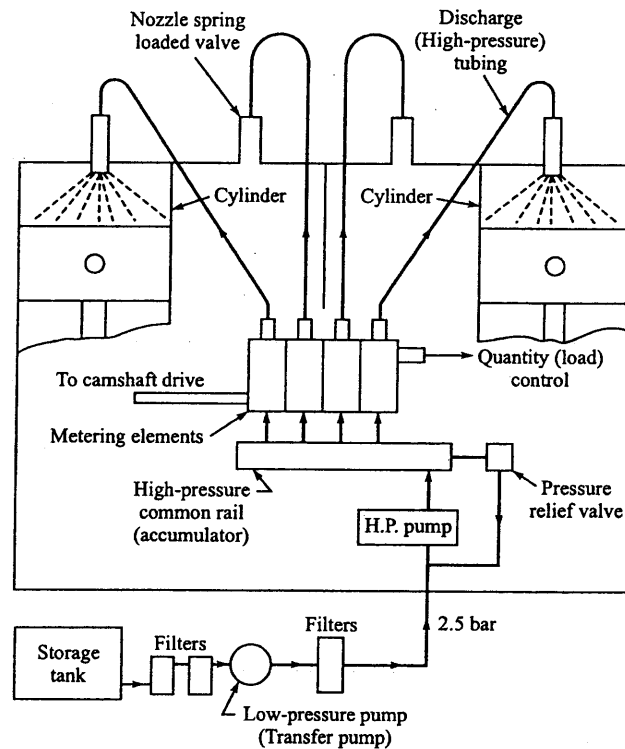 Nozzle spring
loaded valve
Discharge
(High-pressure)
tubing
Cylinder
Cylinder
Quantity (load)
control
To camshaft drive
Metering elements
High-pressure
common rail
(accumulator)
H.P. pump
Pressure
relief valve
2.5 bar
Storage
tank
Filters
Filters
Low-pressure pump
(Transfer pump)